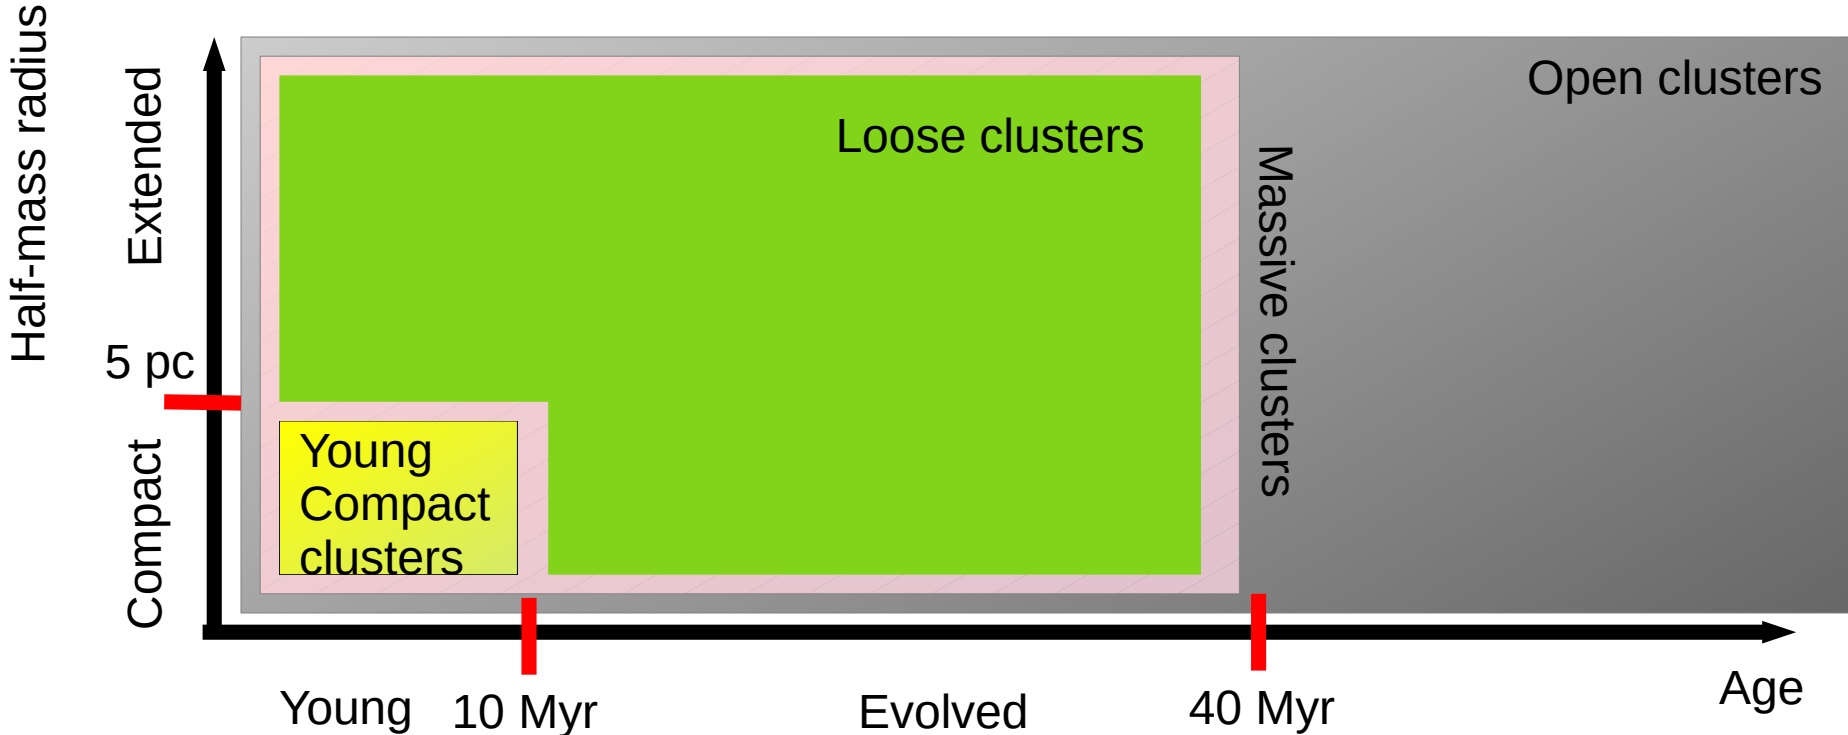 Half-mass radius
Extended
5 pc
Compact
Open clusters
Loose clusters
Massive clusters
Young
Compact
clusters
Young
10 Myr
Evolved
40 Myr
Age